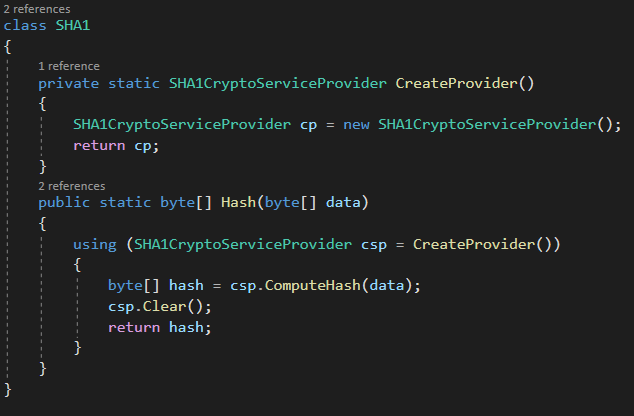 2 references
class SHA1
{
1 reference
private static SHA1CryptoServiceProvider CreateProvider()
{
SHA1CryptoServiceProvider cp = new SHA1CryptoServiceProvider();
return cp;
}
2 references
public static byte[] Hash(byte[] data)
{
using (SHA1CryptoServiceProvider csp = CreateProvider())
{
byte[] hash = csp.ComputeHash(data);
csp.Clear();
return hash;
}
}
}